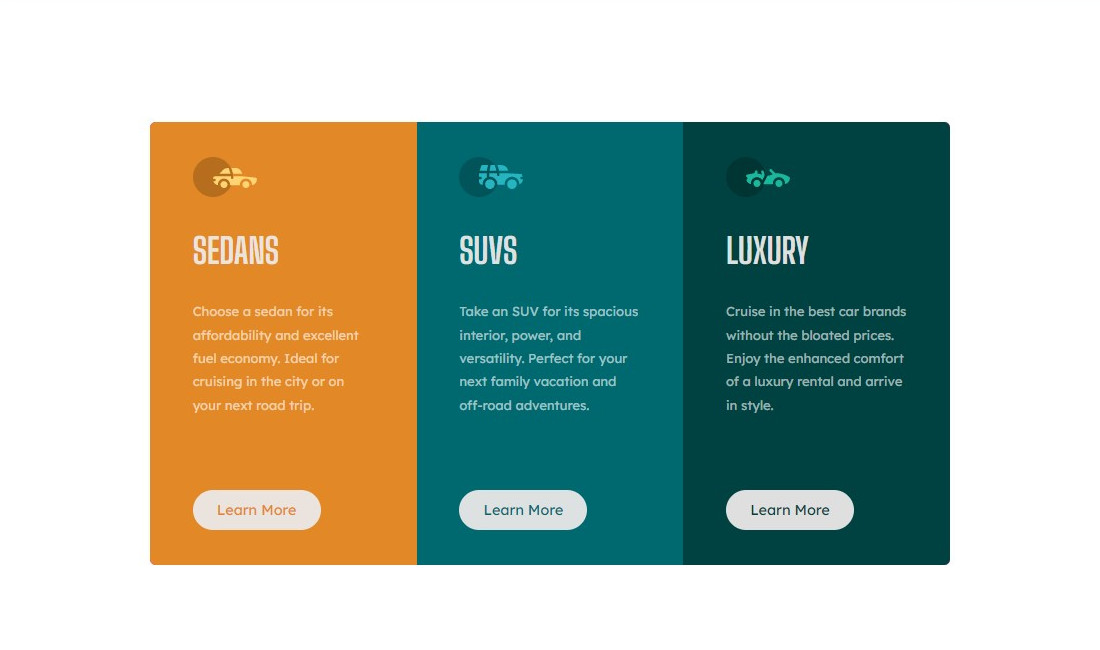 SEDANS
Choose a sedan for its
affordability and excellent
fuel economy. Ideal for
cruising in the city or on
your next road trip.
Learn More
SUVS
Take an SUV for its spacious
interior, power, and
versatility. Perfect for your
next family vacation and
off-road adventures.
Learn More
LUXURY
Cruise in the best car brands
without the bloated prices.
Enjoy the enhanced comfort
of a luxury rental and arrive
in style.
Learn More